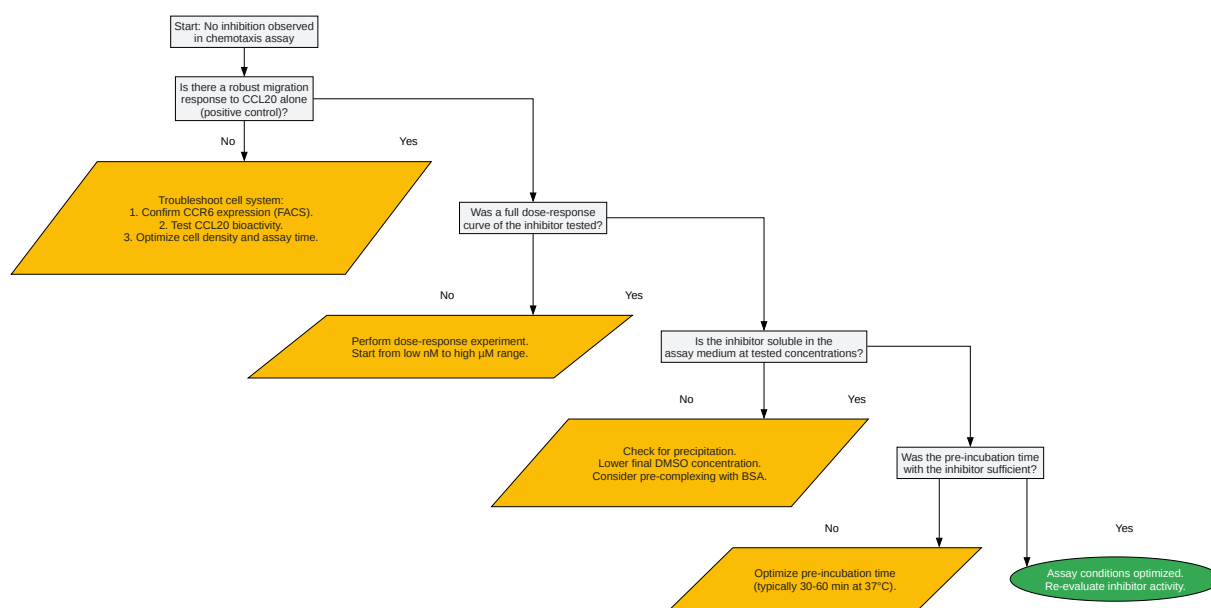 Start: No inhibition observed
in chemotaxis assay
Is there a robust migration
response to CCL20 alone
(positive control)?
No
Yes
Troubleshoot cell system:
1. Confirm CCR6 expression (FACS).
2. Test CCL20 bioactivity.
3. Optimize cell density and assay time.
Was a full dose-response
curve of the inhibitor tested?
No
Yes
Perform dose-response experiment.
Start from low nM to high µM range.
Is the inhibitor soluble in the
assay medium at tested concentrations?
No
Yes
Check for precipitation.
Lower final DMSO concentration.
Consider pre-complexing with BSA.
Was the pre-incubation time
with the inhibitor sufficient?
No
Yes
Optimize pre-incubation time
(typically 30-60 min at 37°C).
Assay conditions optimized.
Re-evaluate inhibitor activity.